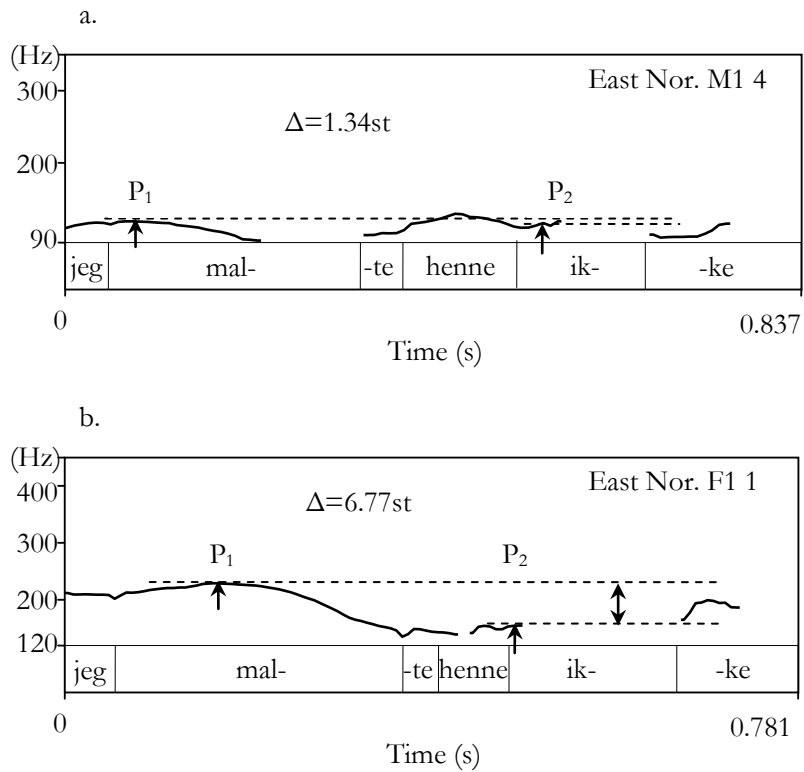 a.
(Hz)
300
200
90
East Nor. M1 4
Δ=1.34st
P₁
P₂
jeg mal- -te henne ik- -ke
0 0.837
Time (s)
b.
(Hz)
400
300
200
120
East Nor. F1 1
Δ=6.77st
P₁
P₂
jeg mal- -te henne ik- -ke
0 0.781
Time (s)